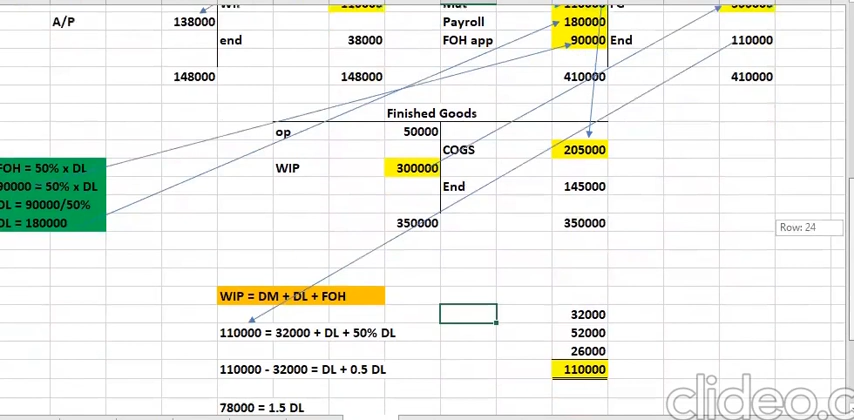 A/P 138000 Payroll 180000
end 38000 FOH app 90000 End 110000
148000 148000 410000 410000
Finished Goods
op 50000
COGS 205000
FOH = 50% x DL WIP 300000
90000 = 50% x DL End 145000
DL = 90000/50%
DL = 180000 350000 350000
Row: 24
WIP = DM + DL + FOH
32000
110000 = 32000 + DL + 50% DL 52000
26000
110000 - 32000 = DL + 0.5 DL 110000
78000 = 1.5 DL
clideo.co